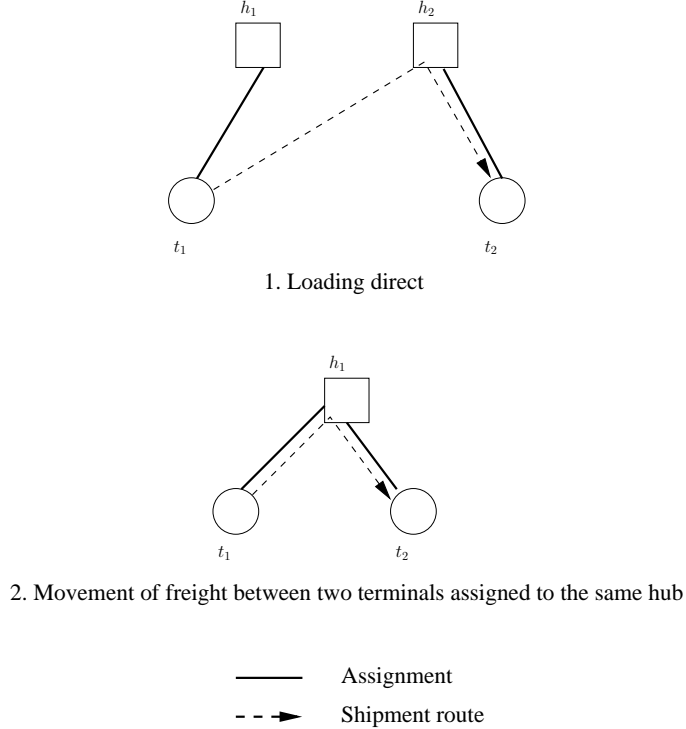 h₁ h₂
t₁ t₂
1. Loading direct
h₁
t₁ t₂
2. Movement of freight between two terminals assigned to the same hub
Assignment
Shipment route